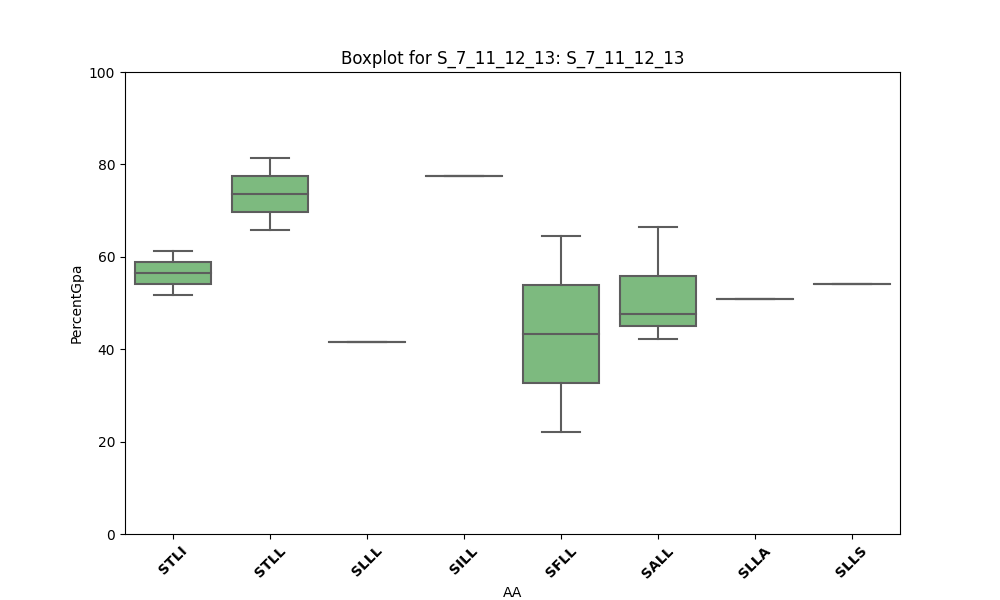 Boxplot for S_7_11_12_13: S_7_11_12_13
100
80
60
40
20
0
PercentGpa
STLI
STLL
SLLL
SILL
SFLL
SALL
SLLA
SLLS
AA